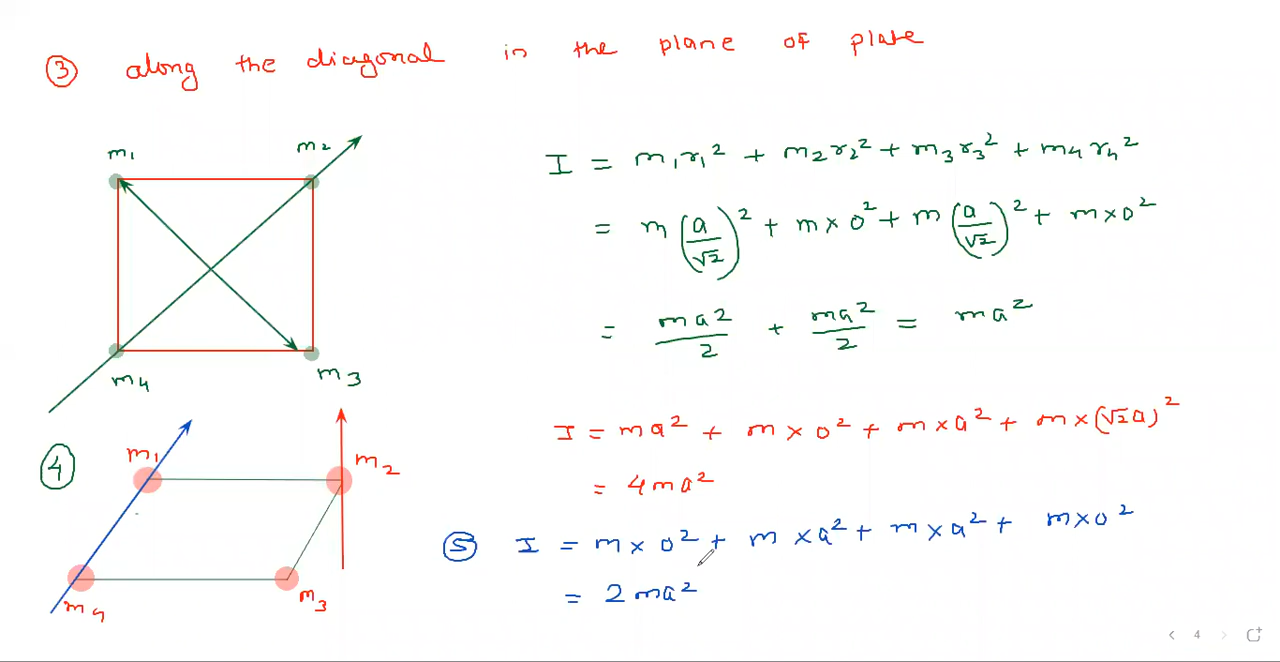 ③ along the diagonal in the plane of plate
m₁ m₂
I = m₁r₁² + m₂r₂² + m₃r₃² + m₄r₄²
= m(a/√2)² + m×0² + m(a/√2)² + m×0²
= ma²/2 + ma²/2 = ma²
m₄ m₃
I = ma² + m×0² + m×a² + m×(√2a)²
④ m₁ m₂
= 4ma²
⑤ I = m×0² + m×a² + m×a² + m×0²
= 2ma²
m₄ m₃
< 4 >